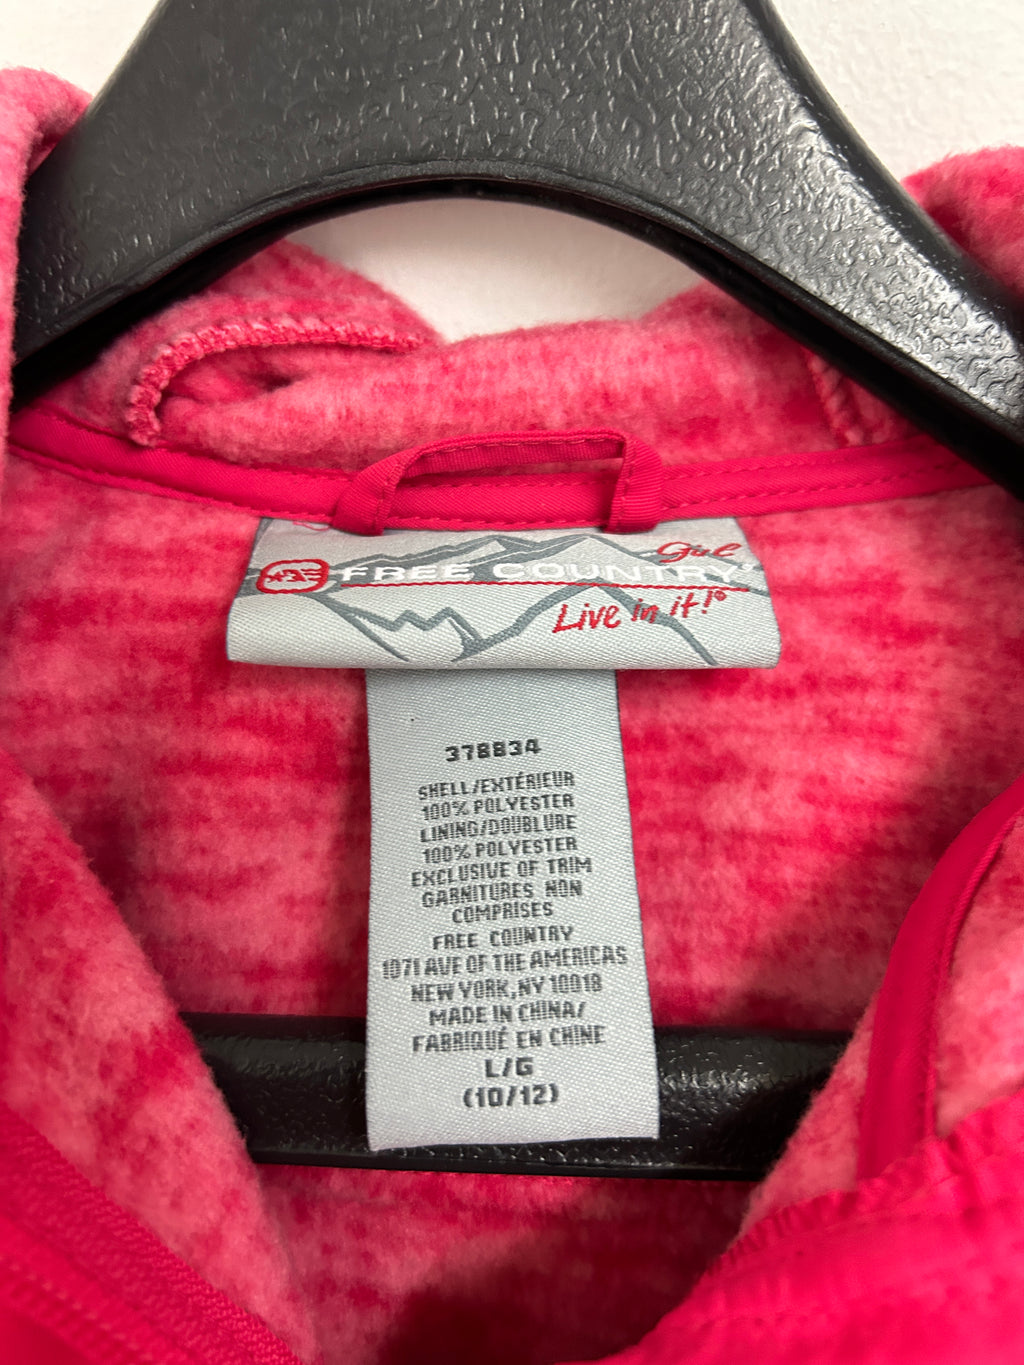 Girl
FREE COUNTRY®
Live in it!®
378834
SHELL/EXTÉRIEUR
100% POLYESTER
LINING/DOUBLURE
100% POLYESTER
EXCLUSIVE OF TRIM
GARNITURES NON
COMPRISES
FREE COUNTRY
1071 AVE OF THE AMERICAS
NEW YORK, NY 10018
MADE IN CHINA/
FABRIQUÉ EN CHINE
L/G
(10/12)